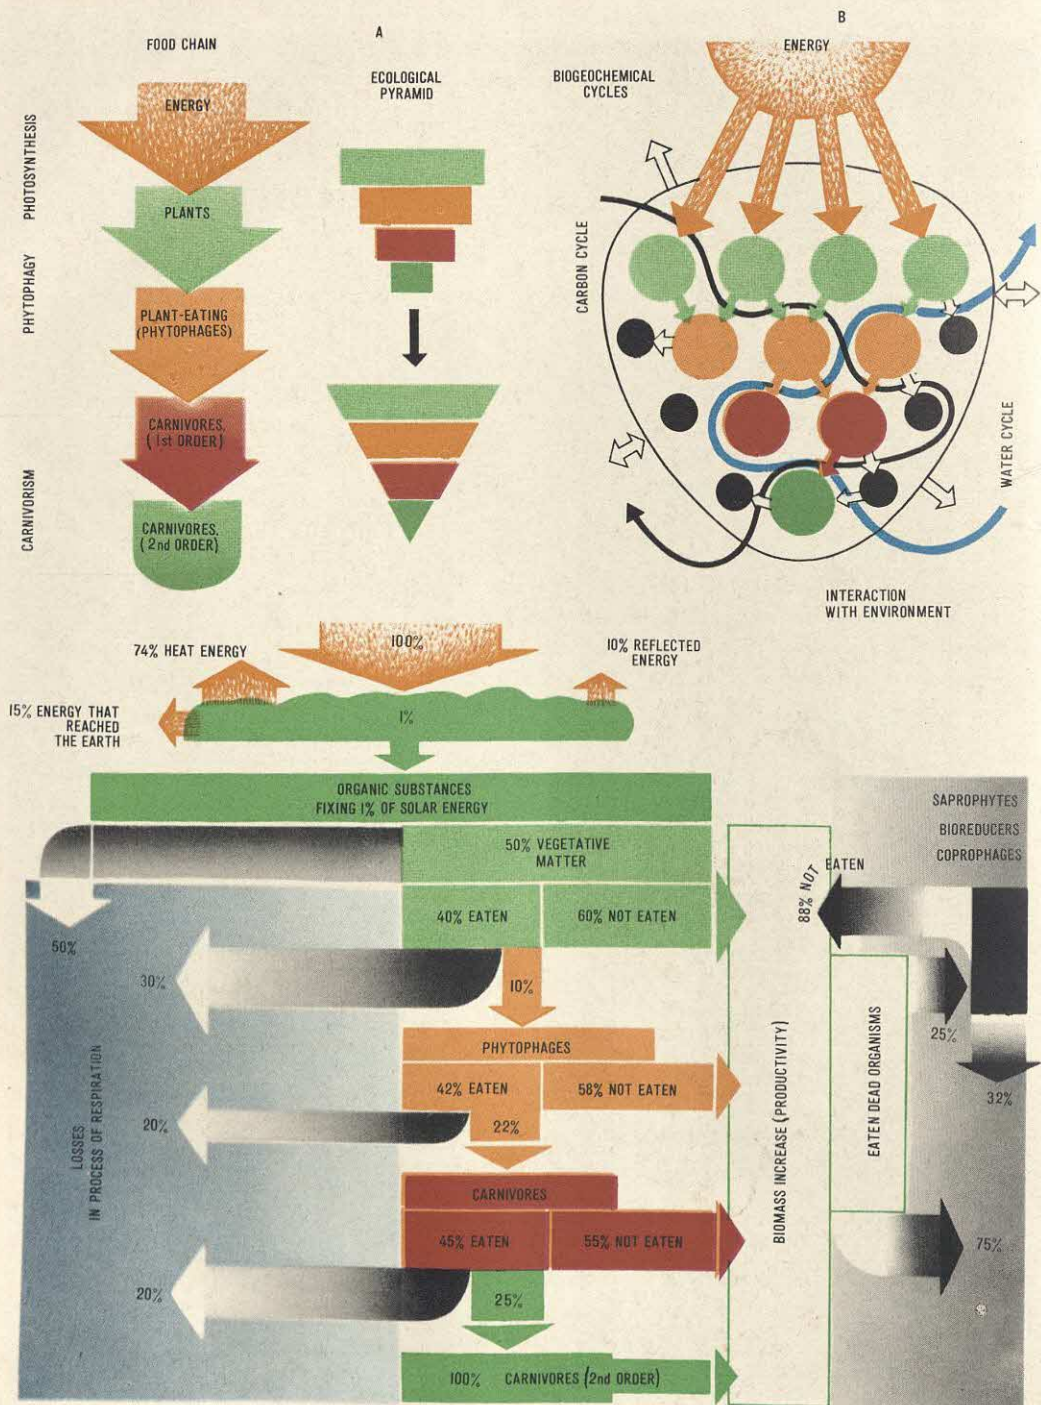 A
B
FOOD CHAIN
ECOLOGICAL
PYRAMID
BIOGEOCHEMICAL
CYCLES
ENERGY
ENERGY
PHOTOSYNTHESIS
PLANTS
PHYTOPHAGY
PLANT-EATING
(PHYTOPHAGES)
CARNIVORES,
(1st ORDER)
CARNIVORISM
CARNIVORES,
(2nd ORDER)
CARBON CYCLE
WATER CYCLE
INTERACTION
WITH ENVIRONMENT
100%
74% HEAT ENERGY
10% REFLECTED
ENERGY
15% ENERGY THAT
REACHED
THE EARTH
1%
ORGANIC SUBSTANCES
FIXING 1% OF SOLAR ENERGY
SAPROPHYTES
BIOREDUCERS
COPROPHAGES
50% VEGETATIVE
MATTER
88% NOT EATEN
40% EATEN
60% NOT EATEN
50%
30%
10%
PHYTOPHAGES
42% EATEN
58% NOT EATEN
20%
22%
CARNIVORES
45% EATEN
55% NOT EATEN
20%
25%
100% CARNIVORES (2nd ORDER)
LOSSES
IN PROCESS OF RESPIRATION
BIOMASS INCREASE (PRODUCTIVITY)
EATEN DEAD ORGANISMS
25%
32%
75%